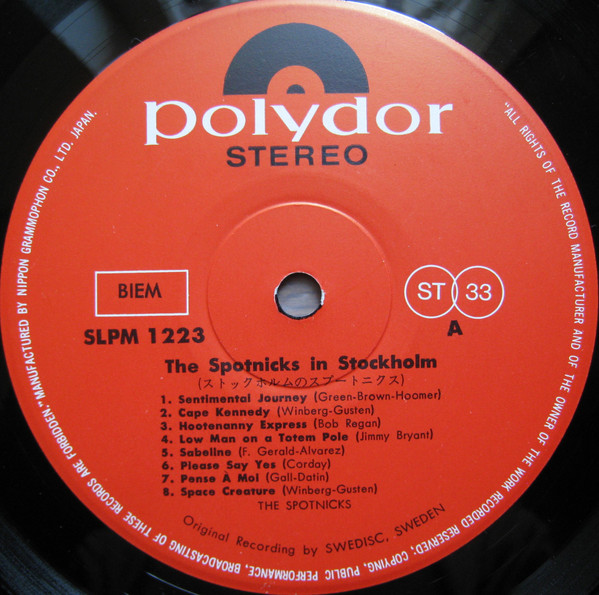 polydor
STEREO
BIEM
ST 33
SLPM 1223
A
The Spotnicks in Stockholm
(ストックホルムのスプートニクス)
1. Sentimental Journey (Green-Brown-Hoomer)
2. Cape Kennedy (Winberg-Gusten)
3. Hootenanny Express (Bob Regan)
4. Low Man on a Totem Pole (Jimmy Bryant)
5. Sabeline (F. Gerald-Alvarez)
6. Please Say Yes (Corday)
7. Pense À Moi (Gall-Datin)
8. Space Creature (Winberg-Gusten)
THE SPOTNICKS
Original Recording by SWEDISC, SWEDEN
"ALL RIGHTS OF THE RECORD MANUFACTURER AND OF THE OWNER OF THE WORK RECORDED RESERVED; COPYING, PUBLIC PERFORMANCE, BROADCASTING OF THESE RECORDS ARE FORBIDDEN." MANUFACTURED BY NIPPON GRAMMOPHON CO., LTD. JAPAN.